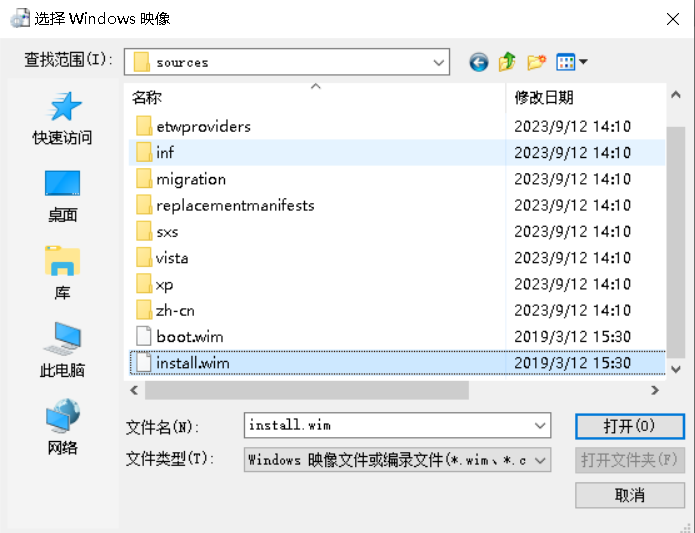 选择 Windows 映像
查找范围(I): sources
名称 修改日期
etwproviders 2023/9/12 14:10
inf 2023/9/12 14:10
migration 2023/9/12 14:10
replacementmanifests 2023/9/12 14:10
sxs 2023/9/12 14:10
vista 2023/9/12 14:10
xp 2023/9/12 14:10
zh-cn 2023/9/12 14:10
boot.wim 2019/3/12 15:30
install.wim 2019/3/12 15:30
快速访问
桌面
库
此电脑
网络
文件名(N): install.wim 打开(O)
文件类型(T): Windows 映像文件或编录文件(*.wim、*.c 打开文件夹(F)
取消